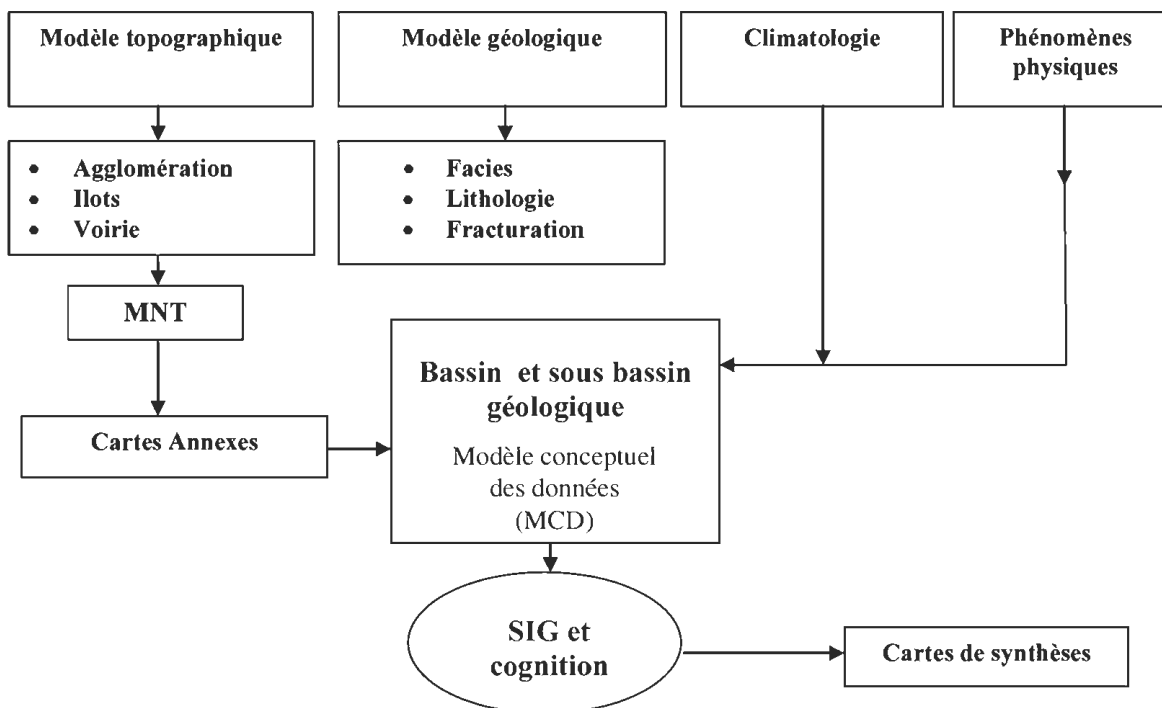 Modèle topographique
Modèle géologique
Climatologie
Phénomènes
physiques
• Agglomération
• Ilots
• Voirie
• Facies
• Lithologie
• Fracturation
MNT
Bassin et sous bassin
géologique
Modèle conceptuel
des données
(MCD)
Cartes Annexes
SIG et
cognition
Cartes de synthèses